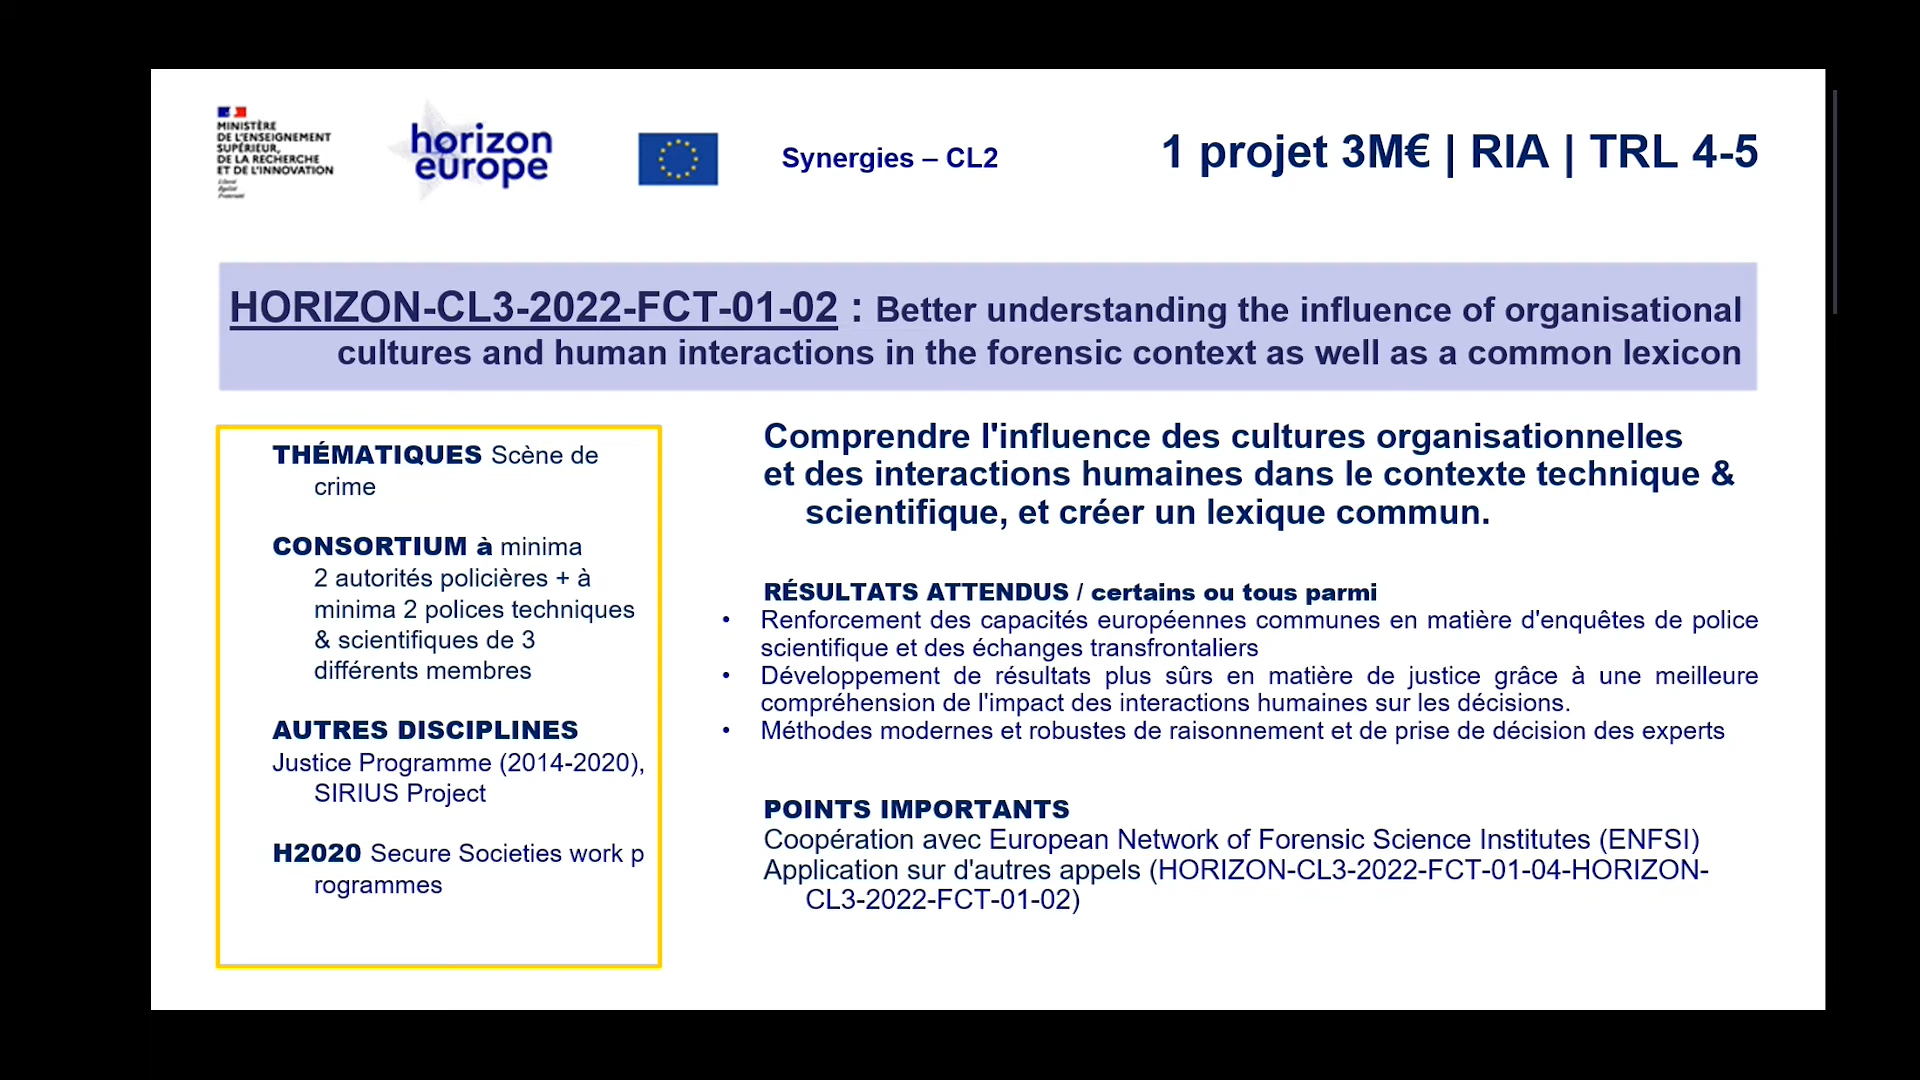 MINISTÈRE
DE L'ENSEIGNEMENT
SUPÉRIEUR,
DE LA RECHERCHE
ET DE L'INNOVATION
Liberté
Égalité
Fraternité
horizon
europe
Synergies – CL2
1 projet 3M€ | RIA | TRL 4-5
HORIZON-CL3-2022-FCT-01-02 : Better understanding the influence of organisational
cultures and human interactions in the forensic context as well as a common lexicon
THÉMATIQUES Scène de
crime
CONSORTIUM à minima
2 autorités policières + à
minima 2 polices techniques
& scientifiques de 3
différents membres
AUTRES DISCIPLINES
Justice Programme (2014-2020),
SIRIUS Project
H2020 Secure Societies work p
rogrammes
Comprendre l'influence des cultures organisationnelles
et des interactions humaines dans le contexte technique &
scientifique, et créer un lexique commun.
RÉSULTATS ATTENDUS / certains ou tous parmi
• Renforcement des capacités européennes communes en matière d'enquêtes de police
scientifique et des échanges transfrontaliers
• Développement de résultats plus sûrs en matière de justice grâce à une meilleure
compréhension de l'impact des interactions humaines sur les décisions.
• Méthodes modernes et robustes de raisonnement et de prise de décision des experts
POINTS IMPORTANTS
Coopération avec European Network of Forensic Science Institutes (ENFSI)
Application sur d'autres appels (HORIZON-CL3-2022-FCT-01-04-HORIZON-
CL3-2022-FCT-01-02)